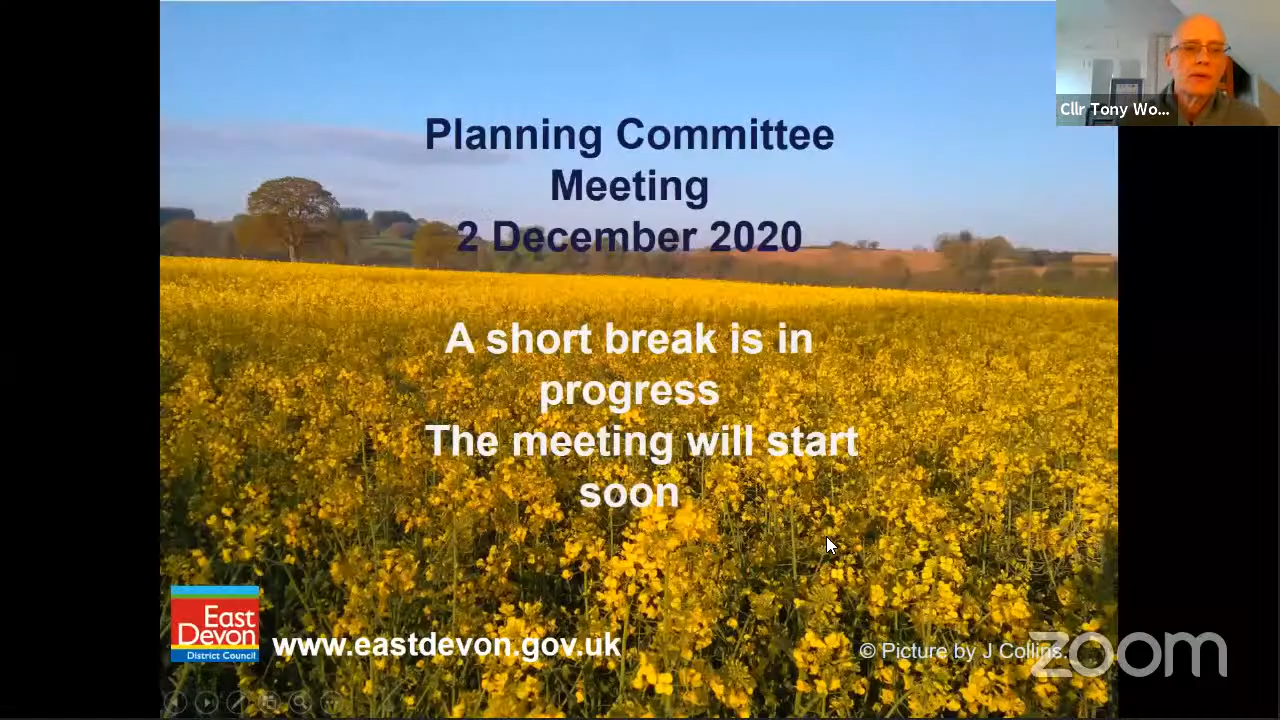 Cllr Tony Wo...
Planning Committee
Meeting
2 December 2020
A short break is in
progress
The meeting will start
soon
East
Devon
District Council
www.eastdevon.gov.uk
© Picture by J Collins.
zoom